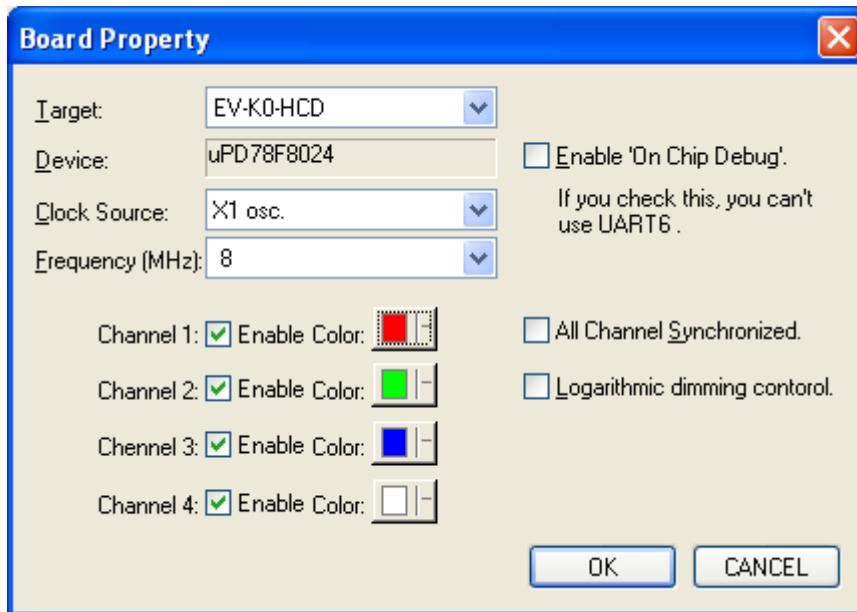 Board Property
Target: EV-K0-HCD
Device: uPD78F8024
Enable 'On Chip Debug'.
Clock Source: X1 osc.
If you check this, you can't
use UART6 .
Frequency (MHz): 8
Channel 1: Enable Color:
All Channel Synchronized.
Channel 2: Enable Color:
Logarithmic dimming contorol.
Chennel 3: Enable Color:
Channel 4: Enable Color:
OK CANCEL